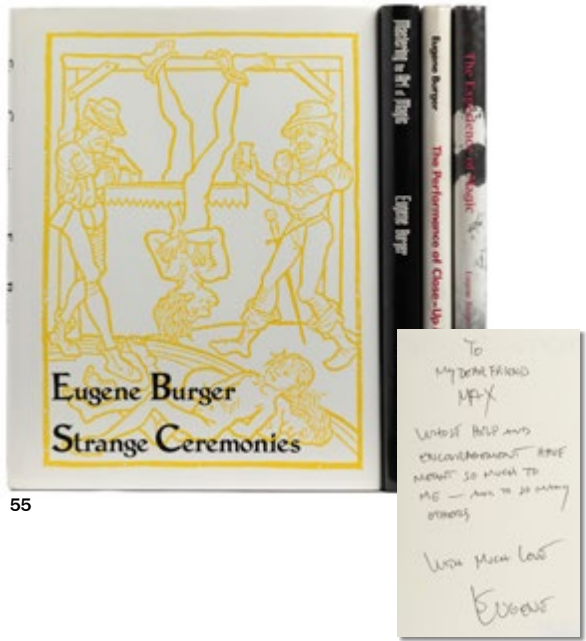 Eugene Burger
Strange Ceremonies
Mastering the Art of Magic
Eugene Burger
Eugene Burger
The Performance of Close-Up
The Experience of Magic
Eugene
To
My Dear Friend
MAX
Whose help and
encouragement have
meant so much to
me — and to so many
others
With much love
Eugene
55